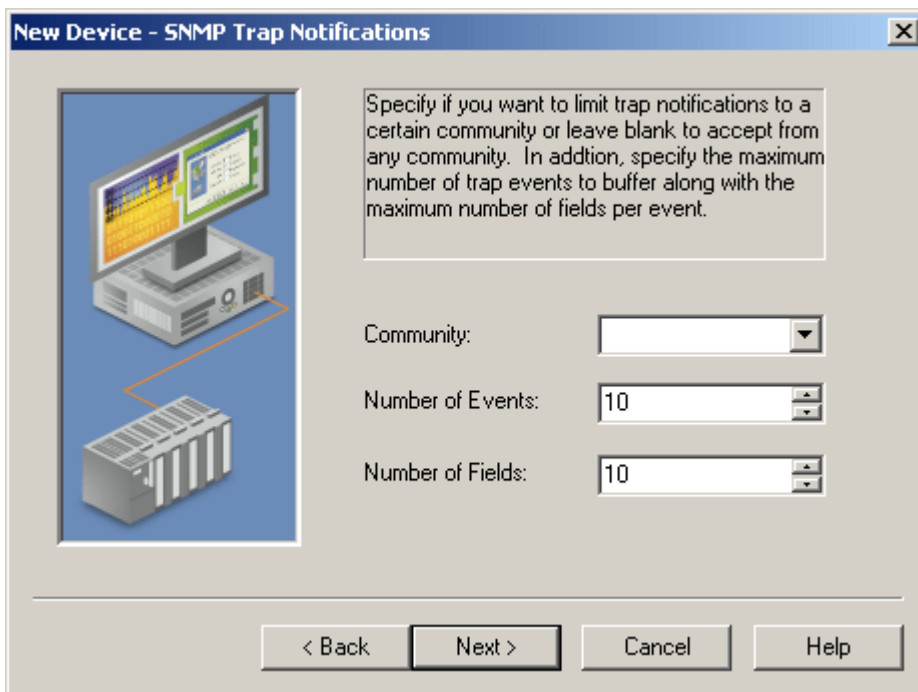 New Device - SNMP Trap Notifications
Specify if you want to limit trap notifications to a
certain community or leave blank to accept from
any community.  In addtion, specify the maximum
number of trap events to buffer along with the
maximum number of fields per event.
Community:
Number of Events: 10
Number of Fields: 10
< Back Next > Cancel Help